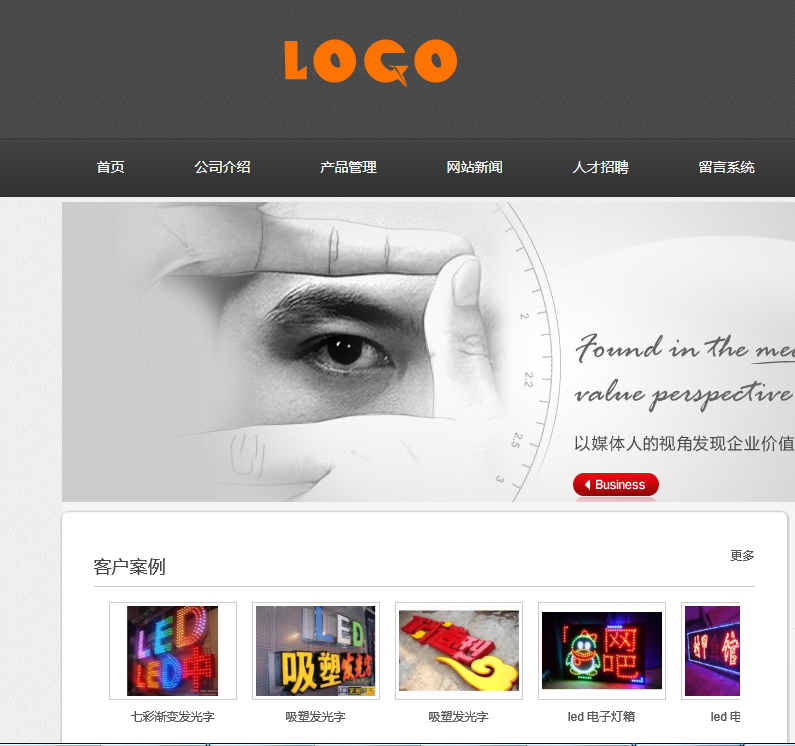 LOGO
首页 公司介绍 产品管理 网站新闻 人才招聘 留言系统
2
2.2
2.5
3
Found in the me
value perspective
以媒体人的视角发现企业价值
Business
客户案例
更多
LED
LED
LED
吸塑发光字
网吧
七彩渐变发光字 吸塑发光字 吸塑发光字 led 电子灯箱 led 电